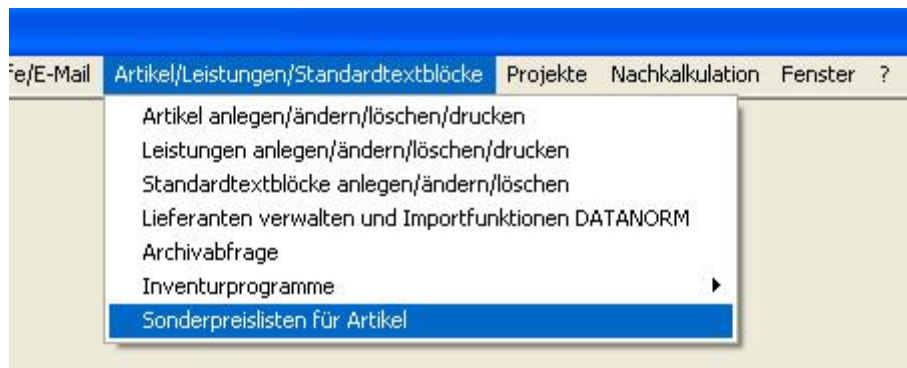 fe/E-Mail Artikel/Leistungen/Standardtextblöcke Projekte Nachkalkulation Fenster ?
Artikel anlegen/ändern/löschen/drucken
Leistungen anlegen/ändern/löschen/drucken
Standardtextblöcke anlegen/ändern/löschen
Lieferanten verwalten und Importfunktionen DATANORM
Archivabfrage
Inventurprogramme
Sonderpreislisten für Artikel